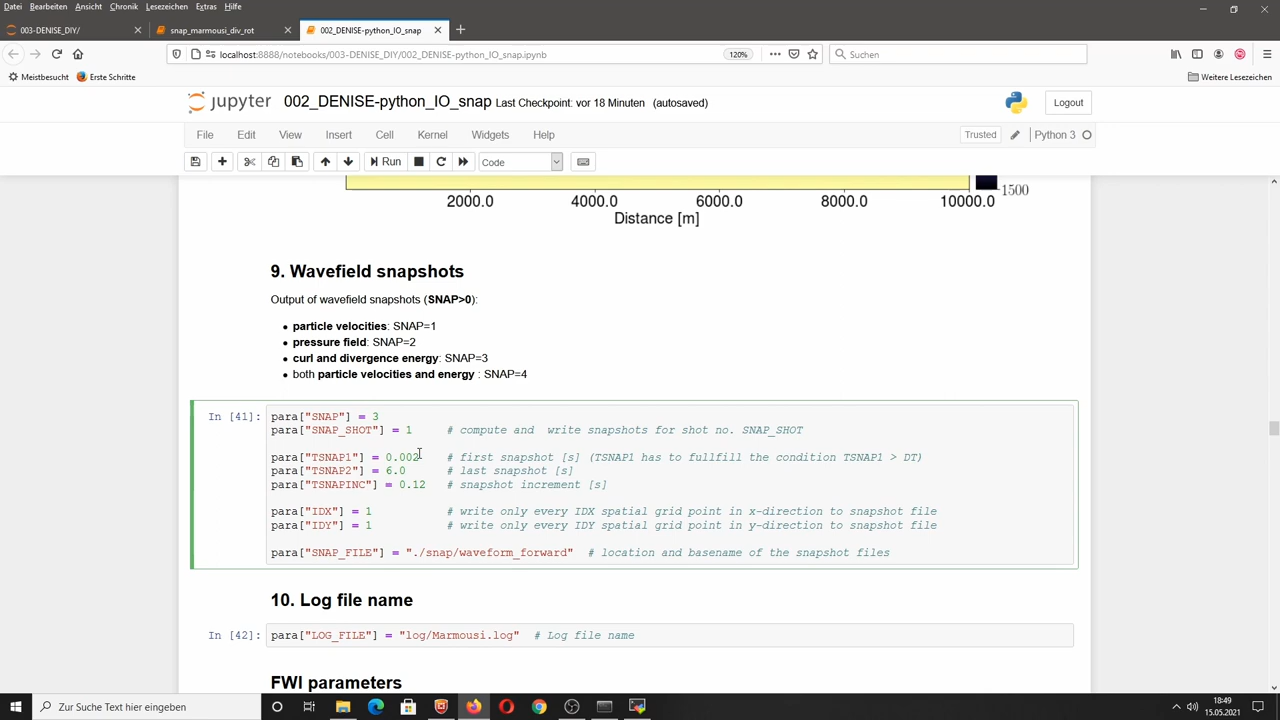 Datei Bearbeiten Ansicht Chronik Lesezeichen Extras Hilfe
003-DENISE_DIY/ snap_marmousi_div_rot 002_DENISE-python_IO_snap
localhost:8888/notebooks/003-DENISE_DIY/002_DENISE-python_IO_snap.ipynb 120% Suchen
Meistbesucht Erste Schritte Weitere Lesezeichen
jupyter 002_DENISE-python_IO_snap Last Checkpoint: vor 18 Minuten (autosaved) Logout
File Edit View Insert Cell Kernel Widgets Help Trusted Python 3
Run Code
1500
2000.0 4000.0 6000.0 8000.0 10000.0
Distance [m]
9. Wavefield snapshots
Output of wavefield snapshots (SNAP>0):
• particle velocities: SNAP=1
• pressure field: SNAP=2
• curl and divergence energy: SNAP=3
• both particle velocities and energy : SNAP=4
In [41]: para["SNAP"] = 3
para["SNAP_SHOT"] = 1 # compute and write snapshots for shot no. SNAP_SHOT
para["TSNAP1"] = 0.002 # first snapshot [s] (TSNAP1 has to fullfill the condition TSNAP1 > DT)
para["TSNAP2"] = 6.0 # last snapshot [s]
para["TSNAPINC"] = 0.12 # snapshot increment [s]
para["IDX"] = 1 # write only every IDX spatial grid point in x-direction to snapshot file
para["IDY"] = 1 # write only every IDY spatial grid point in y-direction to snapshot file
para["SNAP_FILE"] = "./snap/waveform_forward" # location and basename of the snapshot files
10. Log file name
In [42]: para["LOG_FILE"] = "log/Marmousi.log" # Log file name
FWI parameters
Zur Suche Text hier eingeben
18:49
15.05.2021